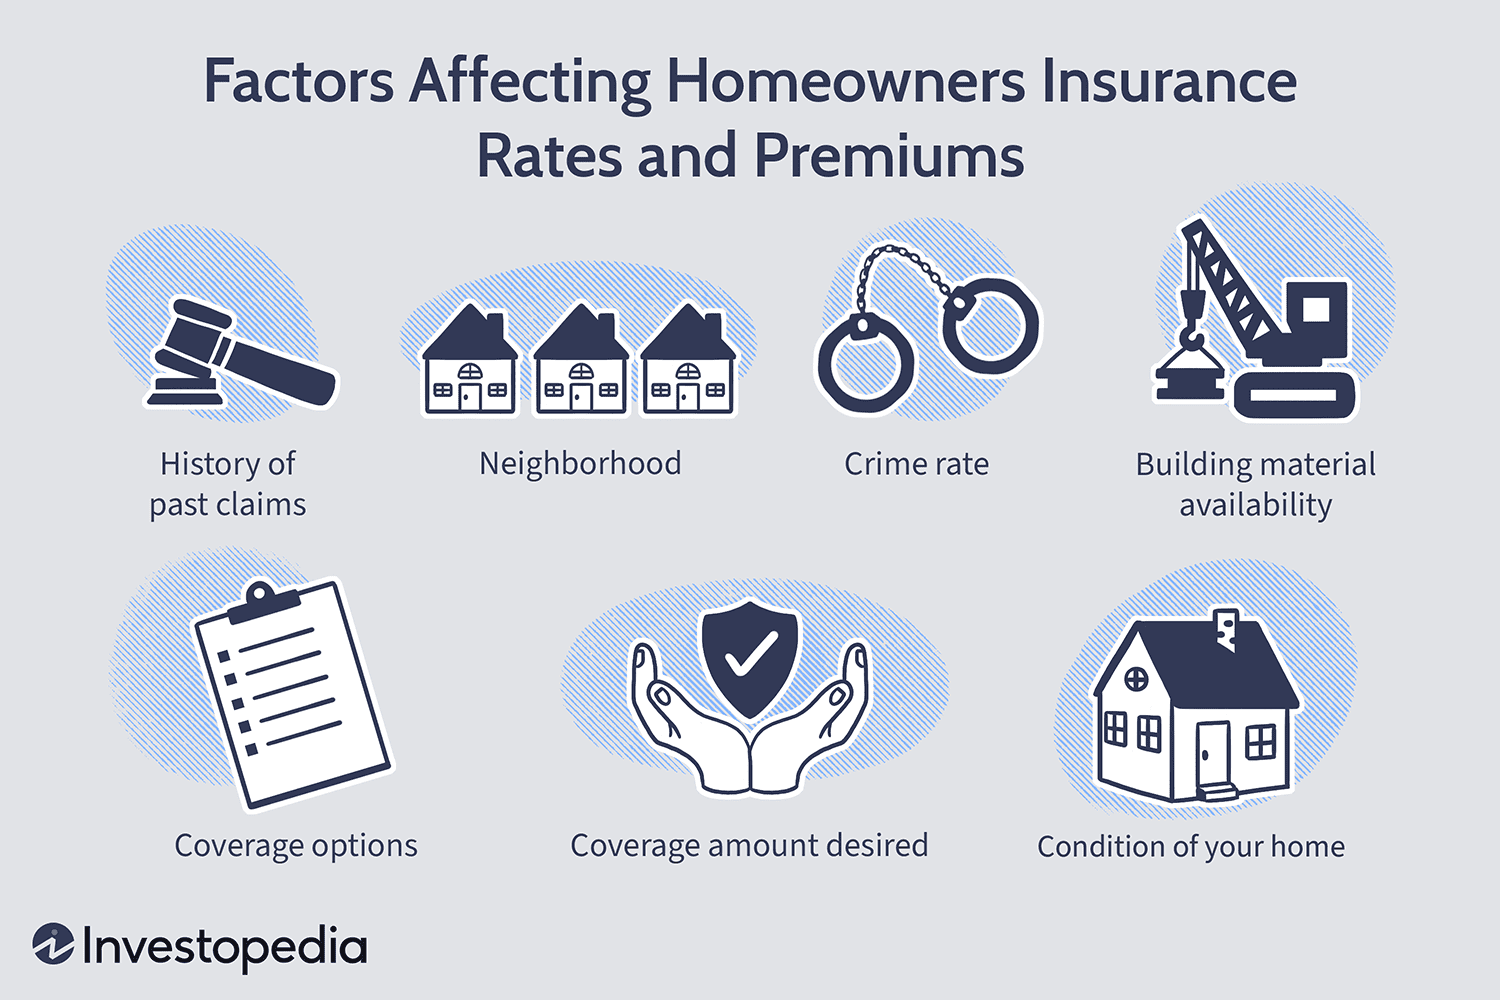 Factors Affecting Homeowners Insurance
Rates and Premiums
History of
past claims
Neighborhood
Crime rate
Building material
availability
Coverage options
Coverage amount desired
Condition of your home
Investopedia